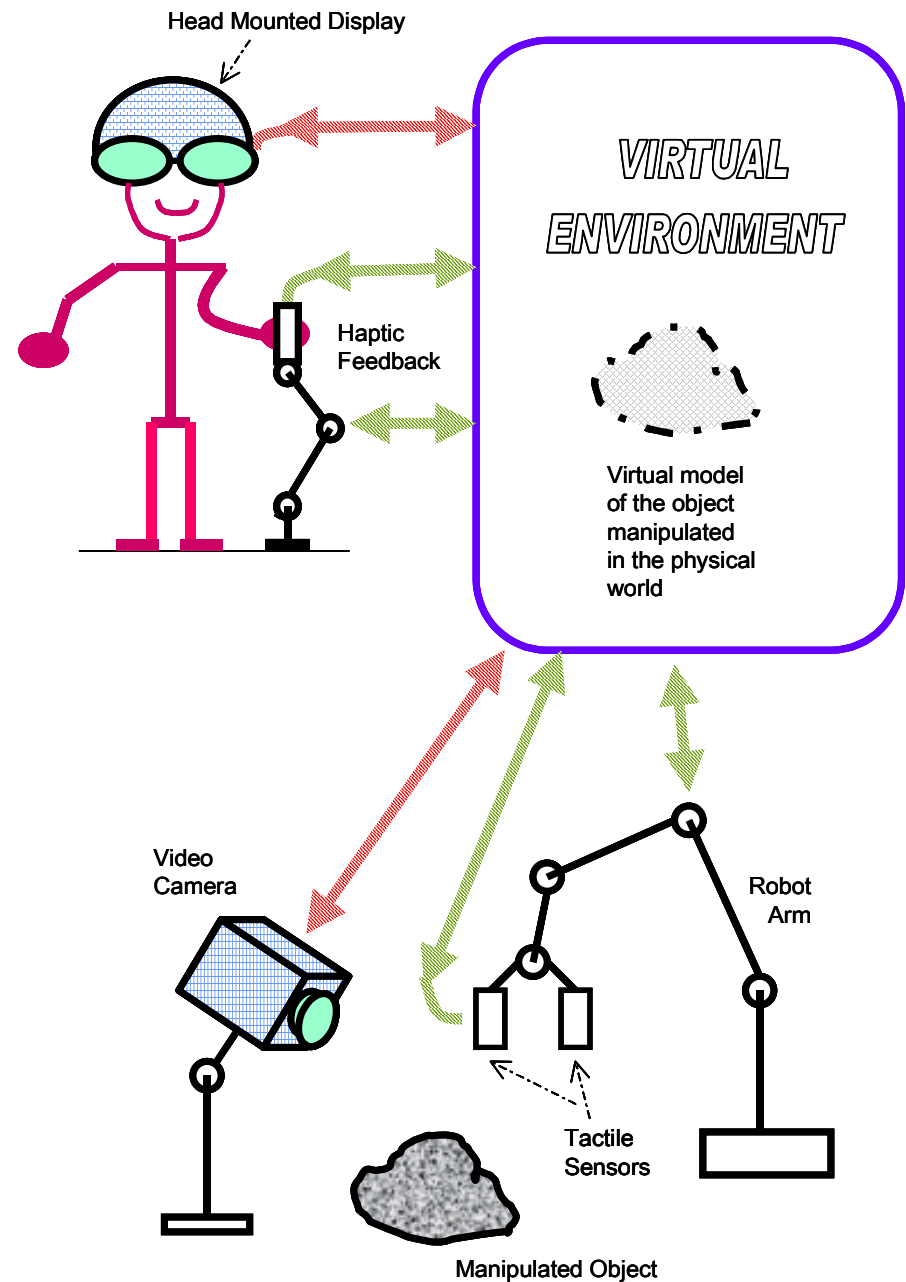 Head Mounted Display
VIRTUAL
ENVIRONMENT
Haptic
Feedback
Virtual model
of the object
manipulated
in the physical
world
Video
Camera
Robot
Arm
Tactile
Sensors
Manipulated Object